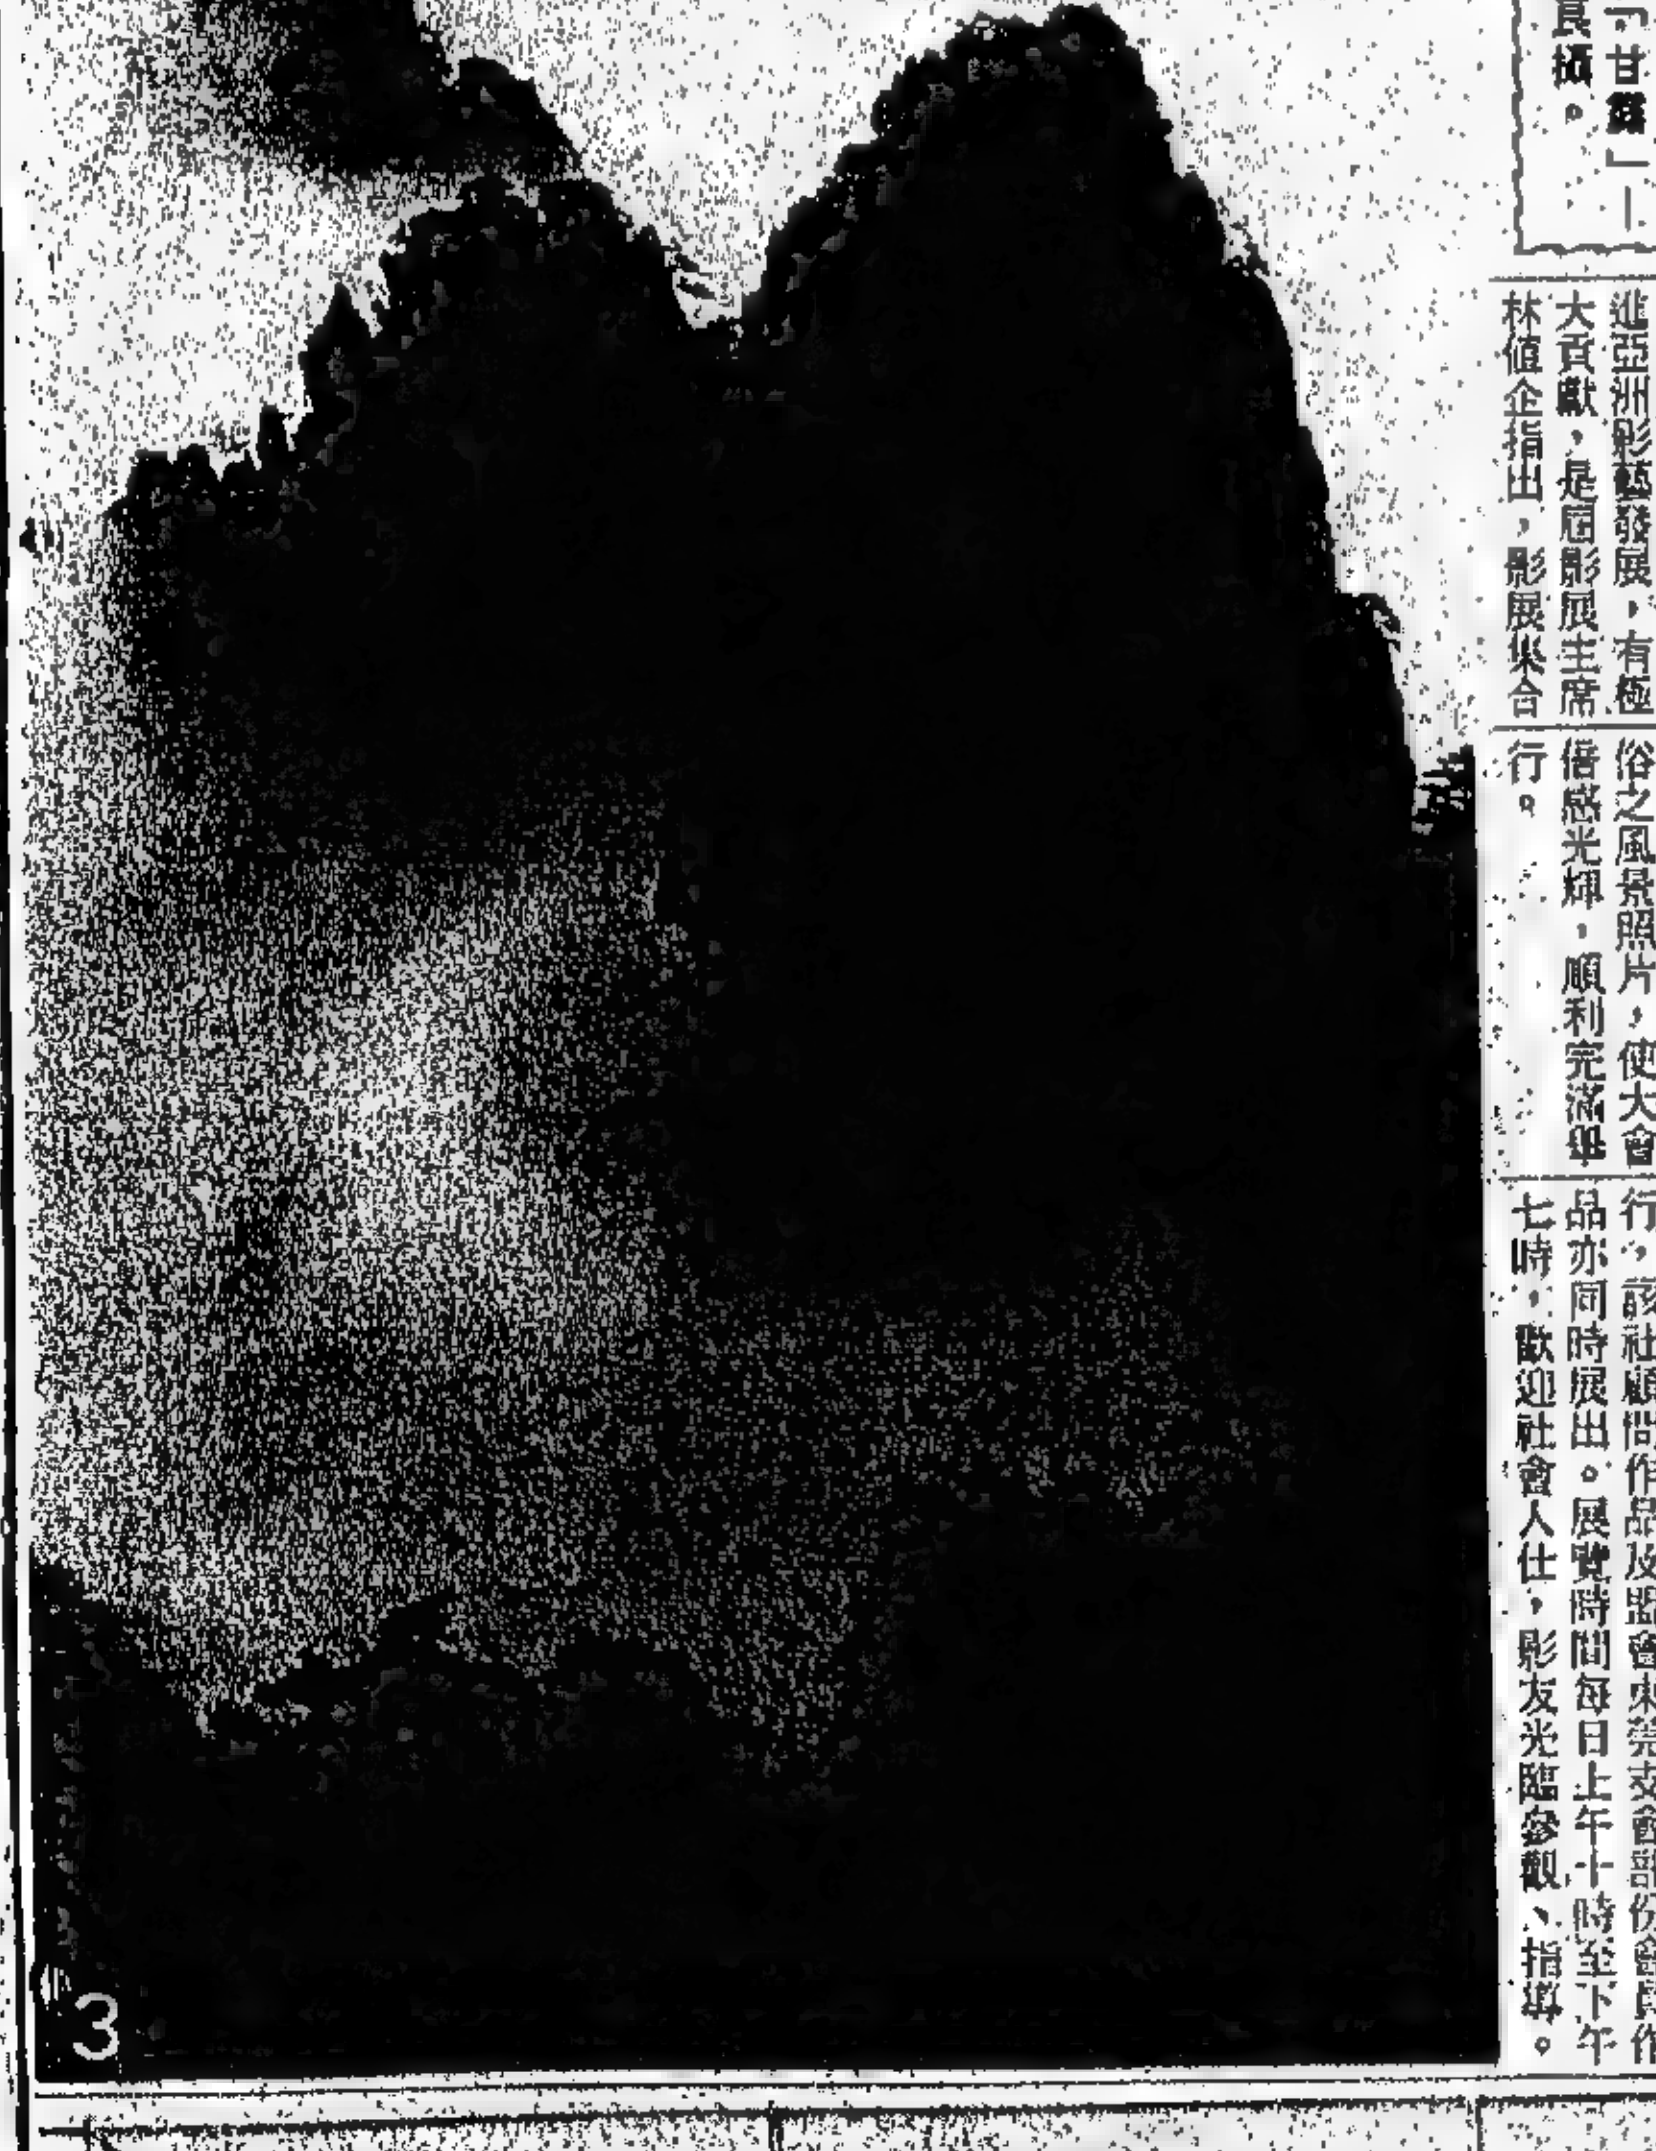 「甘霖」—
良攝。
進亞洲影藝發展,有極
大貢獻,是屆影展主席
林値企指出,影展集合
俗之風景照片,使大會
倍感光輝,順利完滿舉
行。
行,該社顧問作品及盟會東莞支會部份會員作
品亦同時展出。展覽時間每日上午十時至下午
七時,歡迎社會人仕,影友光臨參觀、指導。
3